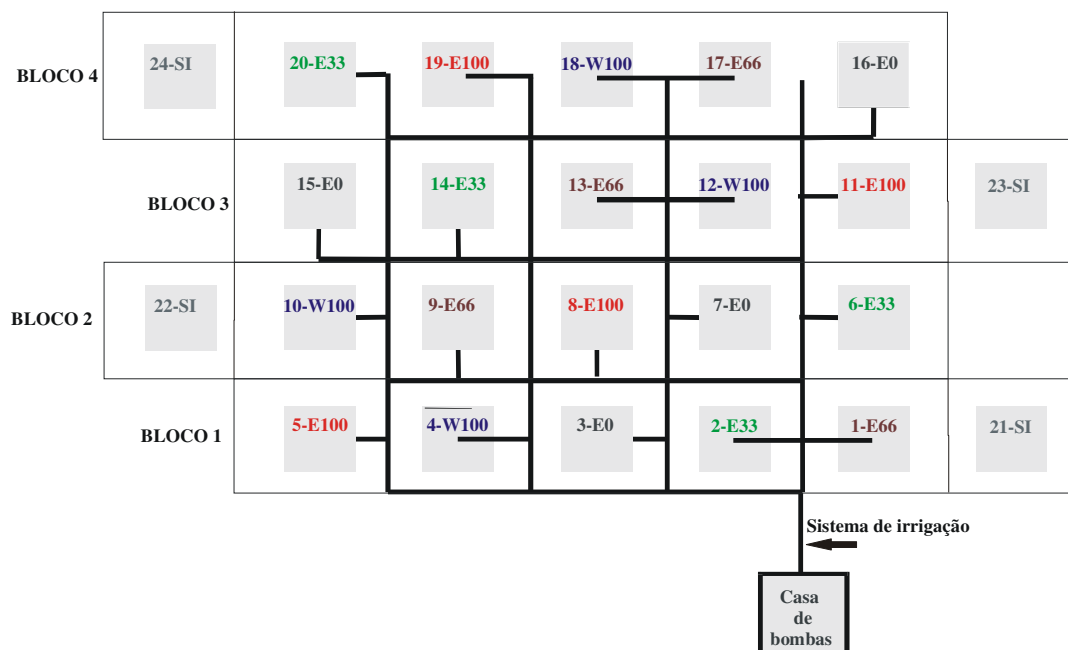 BLOCO 4
24-SI
20-E33
19-E100
18-W100
17-E66
16-E0
BLOCO 3
15-E0
14-E33
13-E66
12-W100
11-E100
23-SI
BLOCO 2
22-SI
10-W100
9-E66
8-E100
7-E0
6-E33
BLOCO 1
5-E100
4-W100
3-E0
2-E33
1-E66
21-SI
Sistema de irrigação
Casa
de
bombas